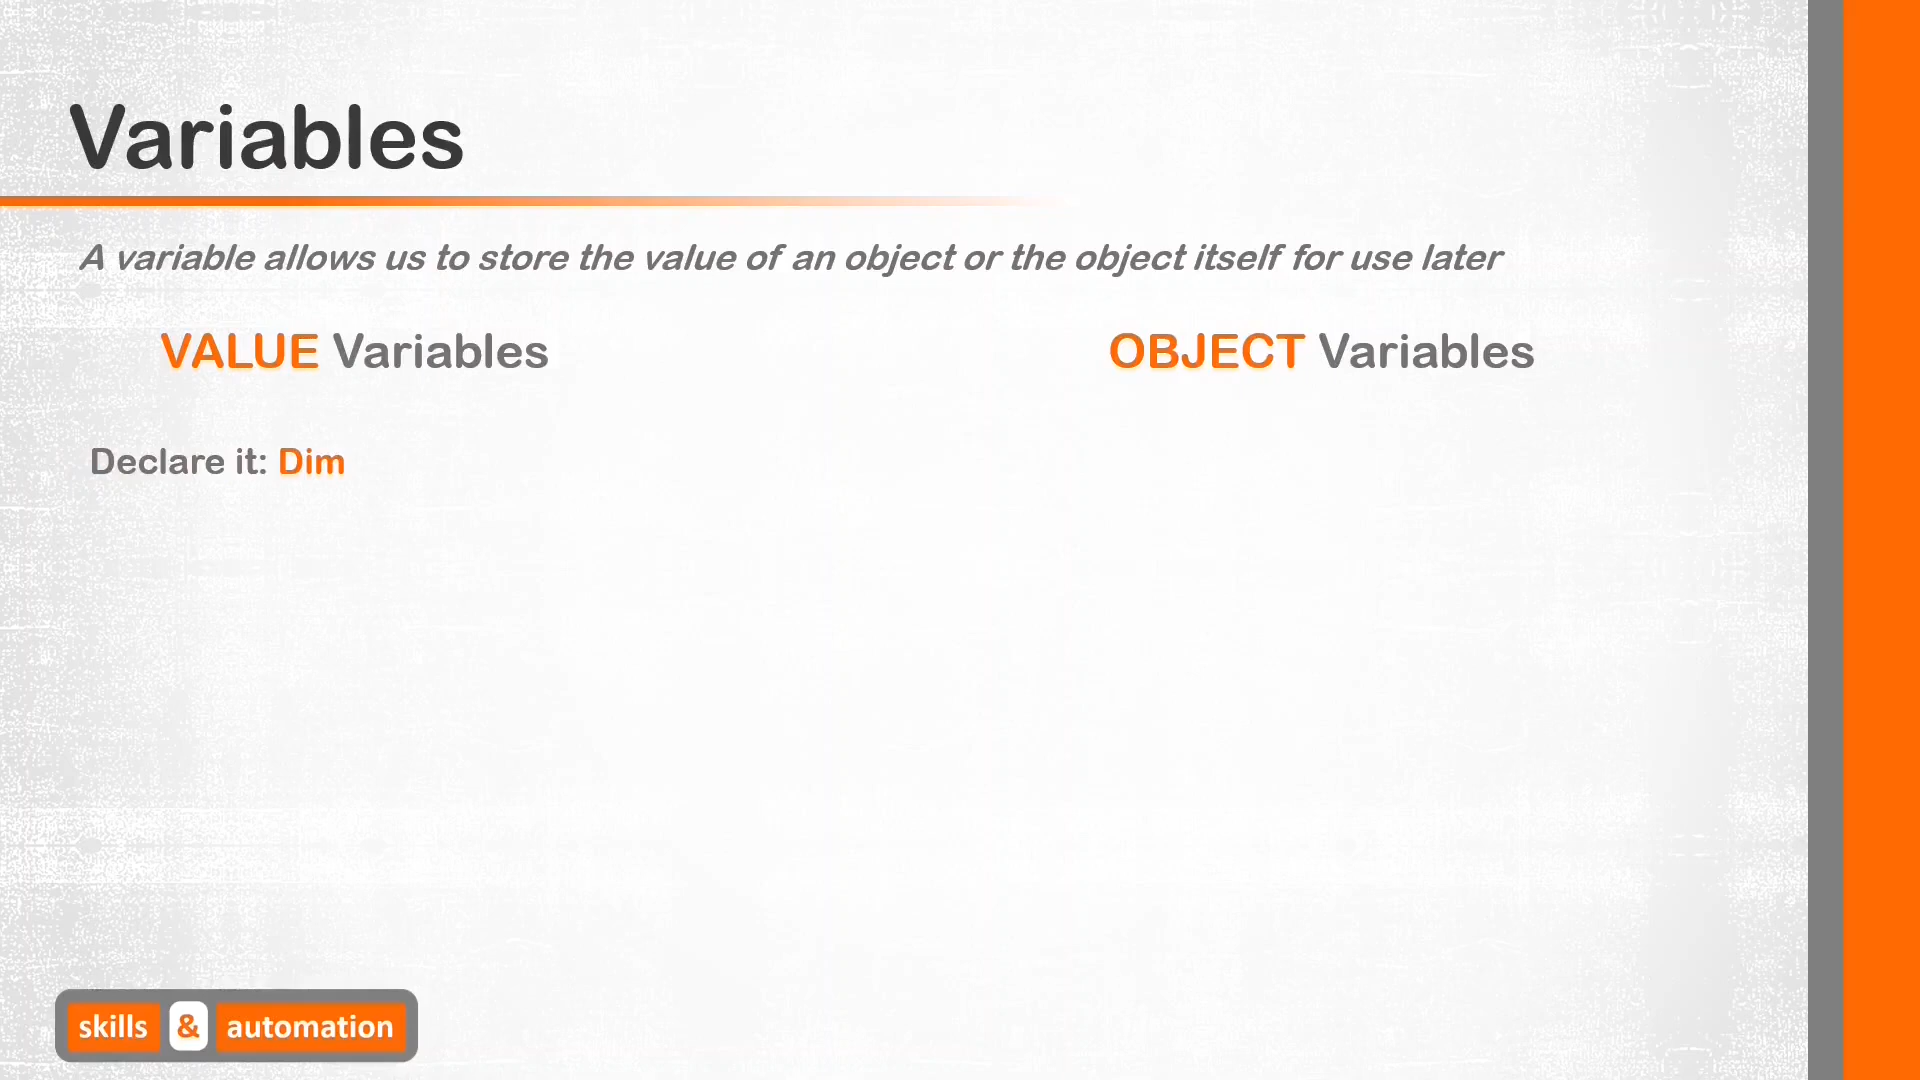 Variables
A variable allows us to store the value of an object or the object itself for use later
VALUE Variables
OBJECT Variables
Declare it: Dim
skills & automation